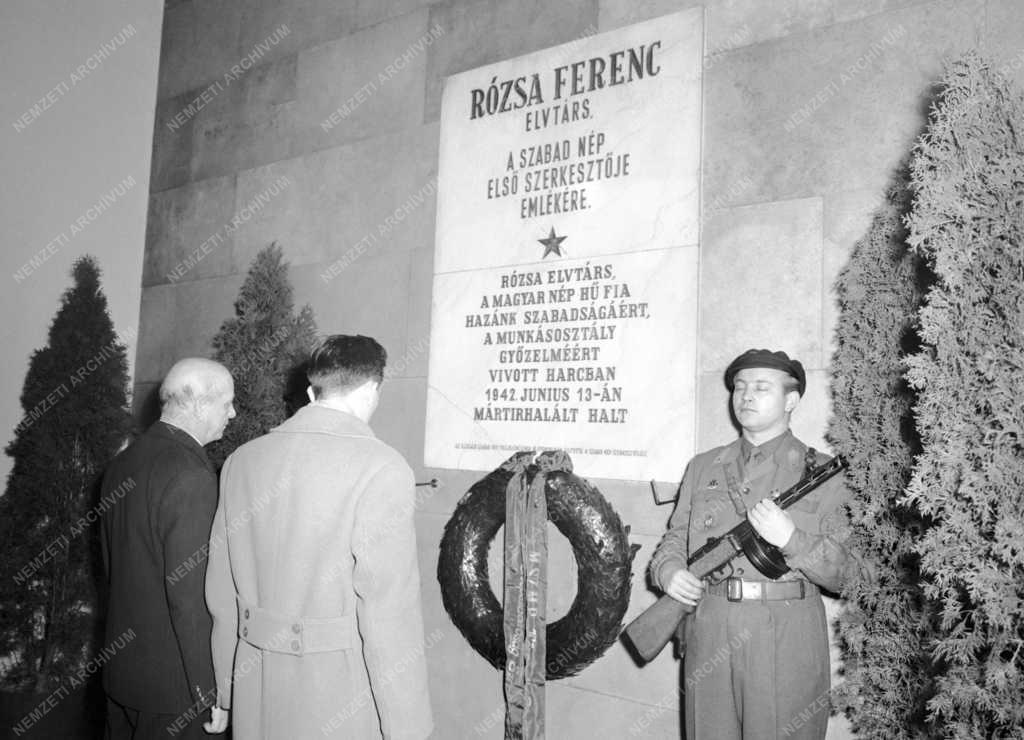 RÓZSA FERENC
ELVTÁRS,
A SZABAD NÉP
ELSŐ SZERKESZTŐJE
EMLÉKÉRE.
RÓZSA ELVTÁRS,
A MAGYAR NÉP HŰ FIA
HAZÁNK SZABADSÁGÁÉRT,
A MUNKÁSOSZTÁLY
GYŐZELMÉÉRT
VIVOTT HARCBAN
1942. JUNIUS 13-ÁN
MÁRTIRHALÁLT HALT
NEMZETI ARCHÍVUM